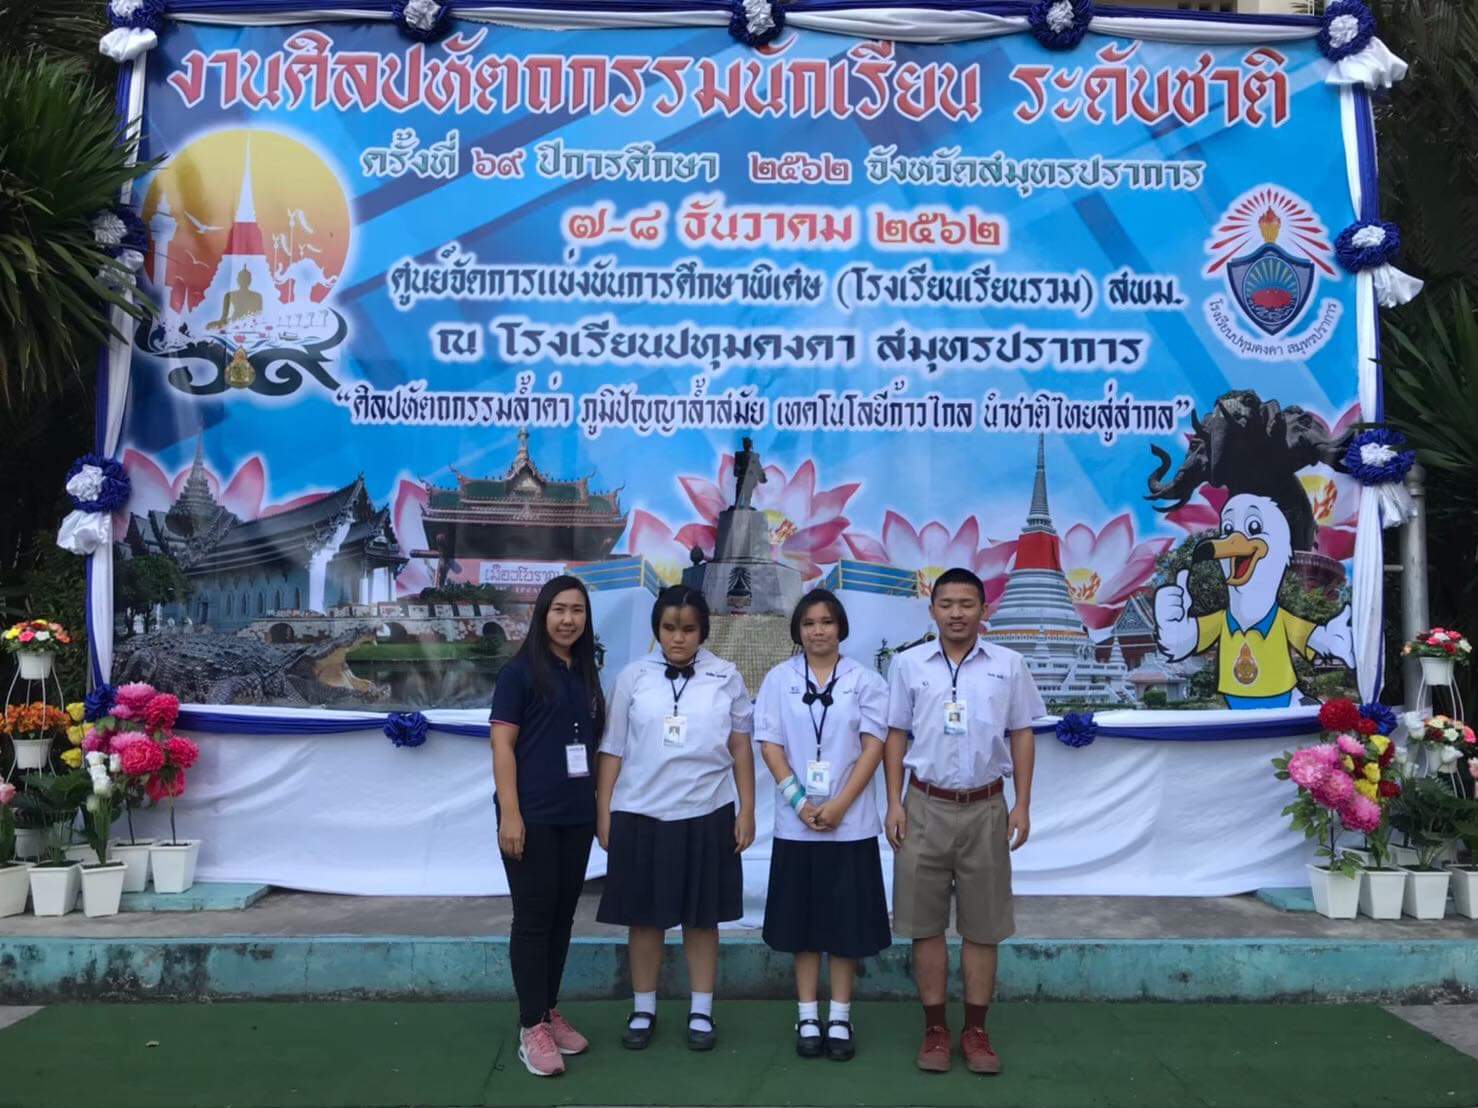 งานศิลปหัตถกรรมนักเรียน ระดับชาติ
ครั้งที่ ๖๙ ปีการศึกษา ๒๕๖๒ จังหวัดสมุทรปราการ
๗-๘ ธันวาคม ๒๕๖๒
ศูนย์จัดการแข่งขันการศึกษาพิเศษ (โรงเรียนเรียนรวม) สพม.
ณ โรงเรียนปทุมคงคา สมุทรปราการ
“ศิลปหัตถกรรมล้ำค่า ภูมิปัญญาล้ำสมัย เทคโนโลยีก้าวไกล นำชาติไทยสู่สากล”
๖๙
โรงเรียนปทุมคงคา สมุทรปราการ
เมืองโบราณ